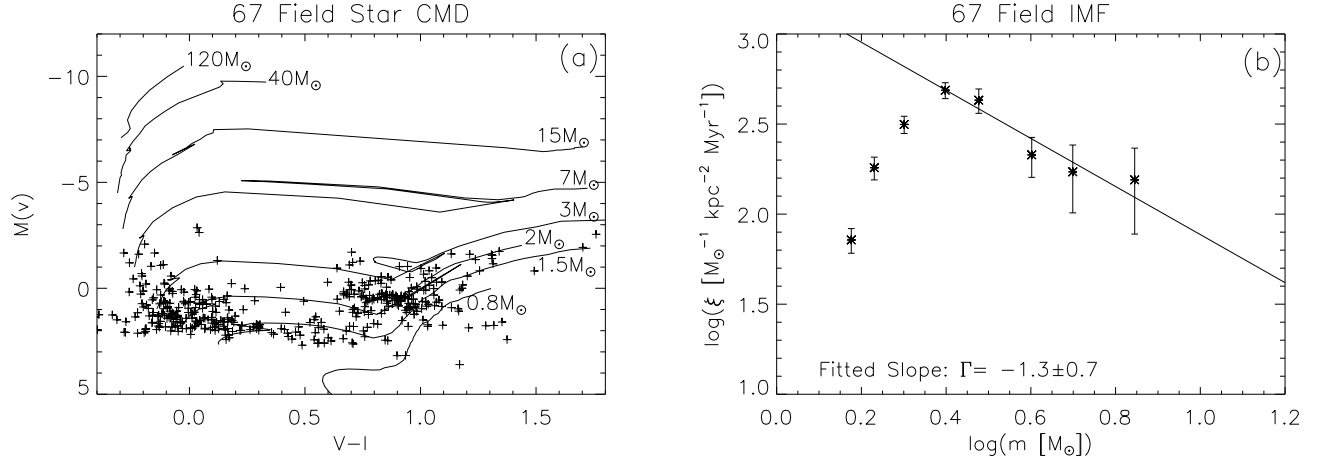 67 Field Star CMD
(a)
120M⊙
40M⊙
15M⊙
7M⊙
3M⊙
2M⊙
1.5M⊙
0.8M⊙
−10
−5
0
5
M(v)
0.0 0.5 1.0 1.5
V−I
67 Field IMF
(b)
3.0
2.5
2.0
1.5
1.0
log(ξ [M⊙⁻¹ kpc⁻² Myr⁻¹])
Fitted Slope: Γ= −1.3±0.7
0.0 0.2 0.4 0.6 0.8 1.0 1.2
log(m [M⊙])